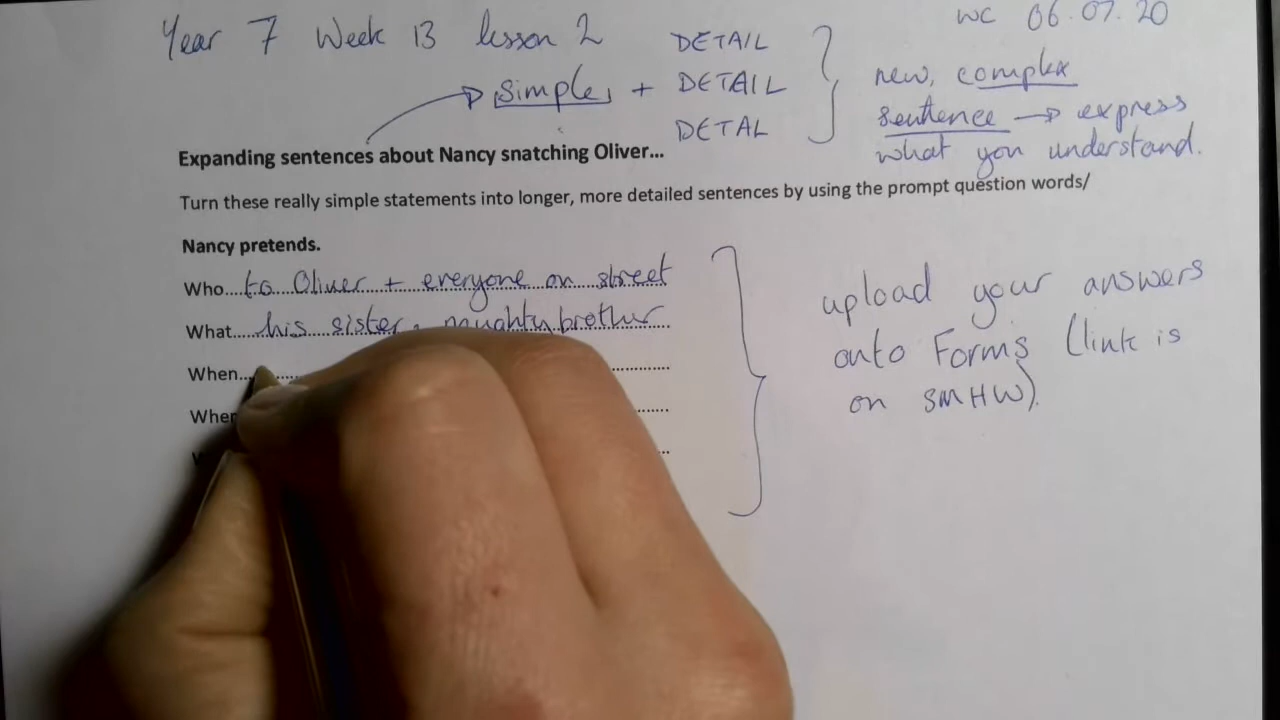 Year 7 Week 13 lesson 2
WC 06.07.20
DETAIL
simple + DETAIL
DETAL
new, complex
sentence → express
what you understand.
Expanding sentences about Nancy snatching Oliver...
Turn these really simple statements into longer, more detailed sentences by using the prompt question words/
Nancy pretends.
Who....to Oliver + everyone on street
What....his sister, naughty brother
When...
Wher
upload your answers
onto Forms (link is
on SMHW).